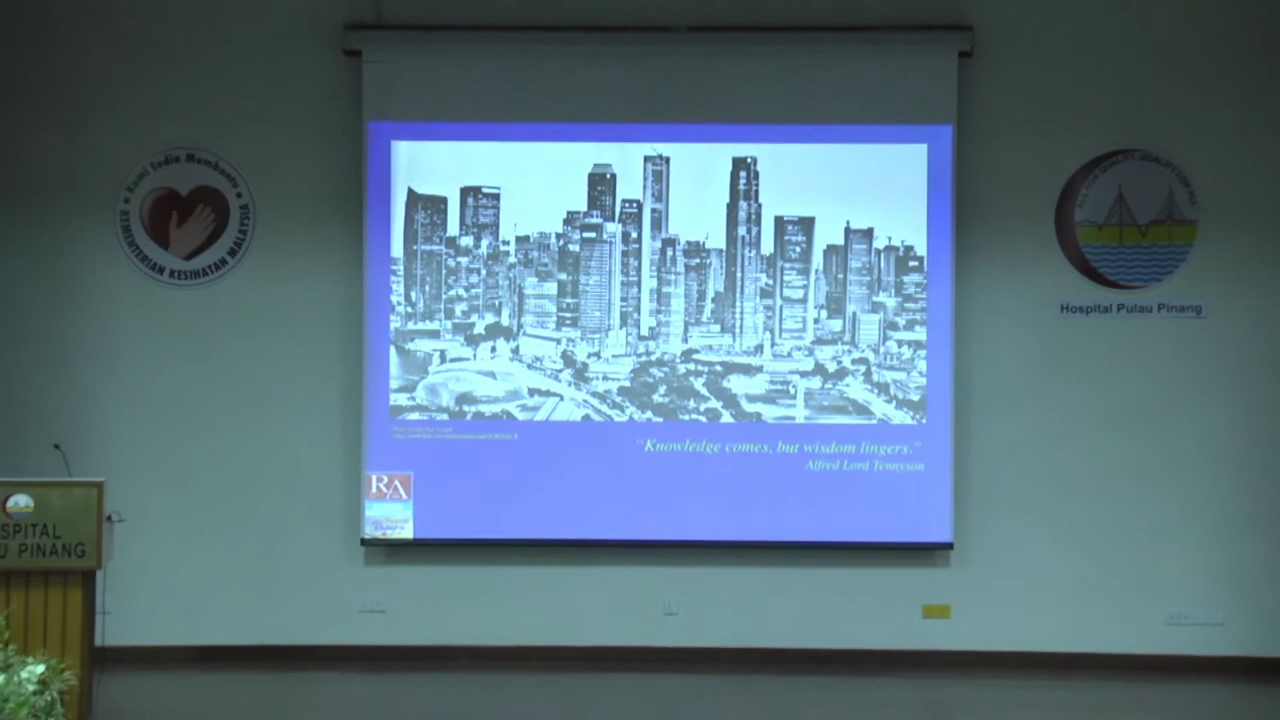 Kami Sedia Membantu
KEMENTERIAN KESIHATAN MALAYSIA
Hospital Pulau Pinang
"Knowledge comes, but wisdom lingers."
Alfred Lord Tennyson
RA
SPITAL
U PINANG